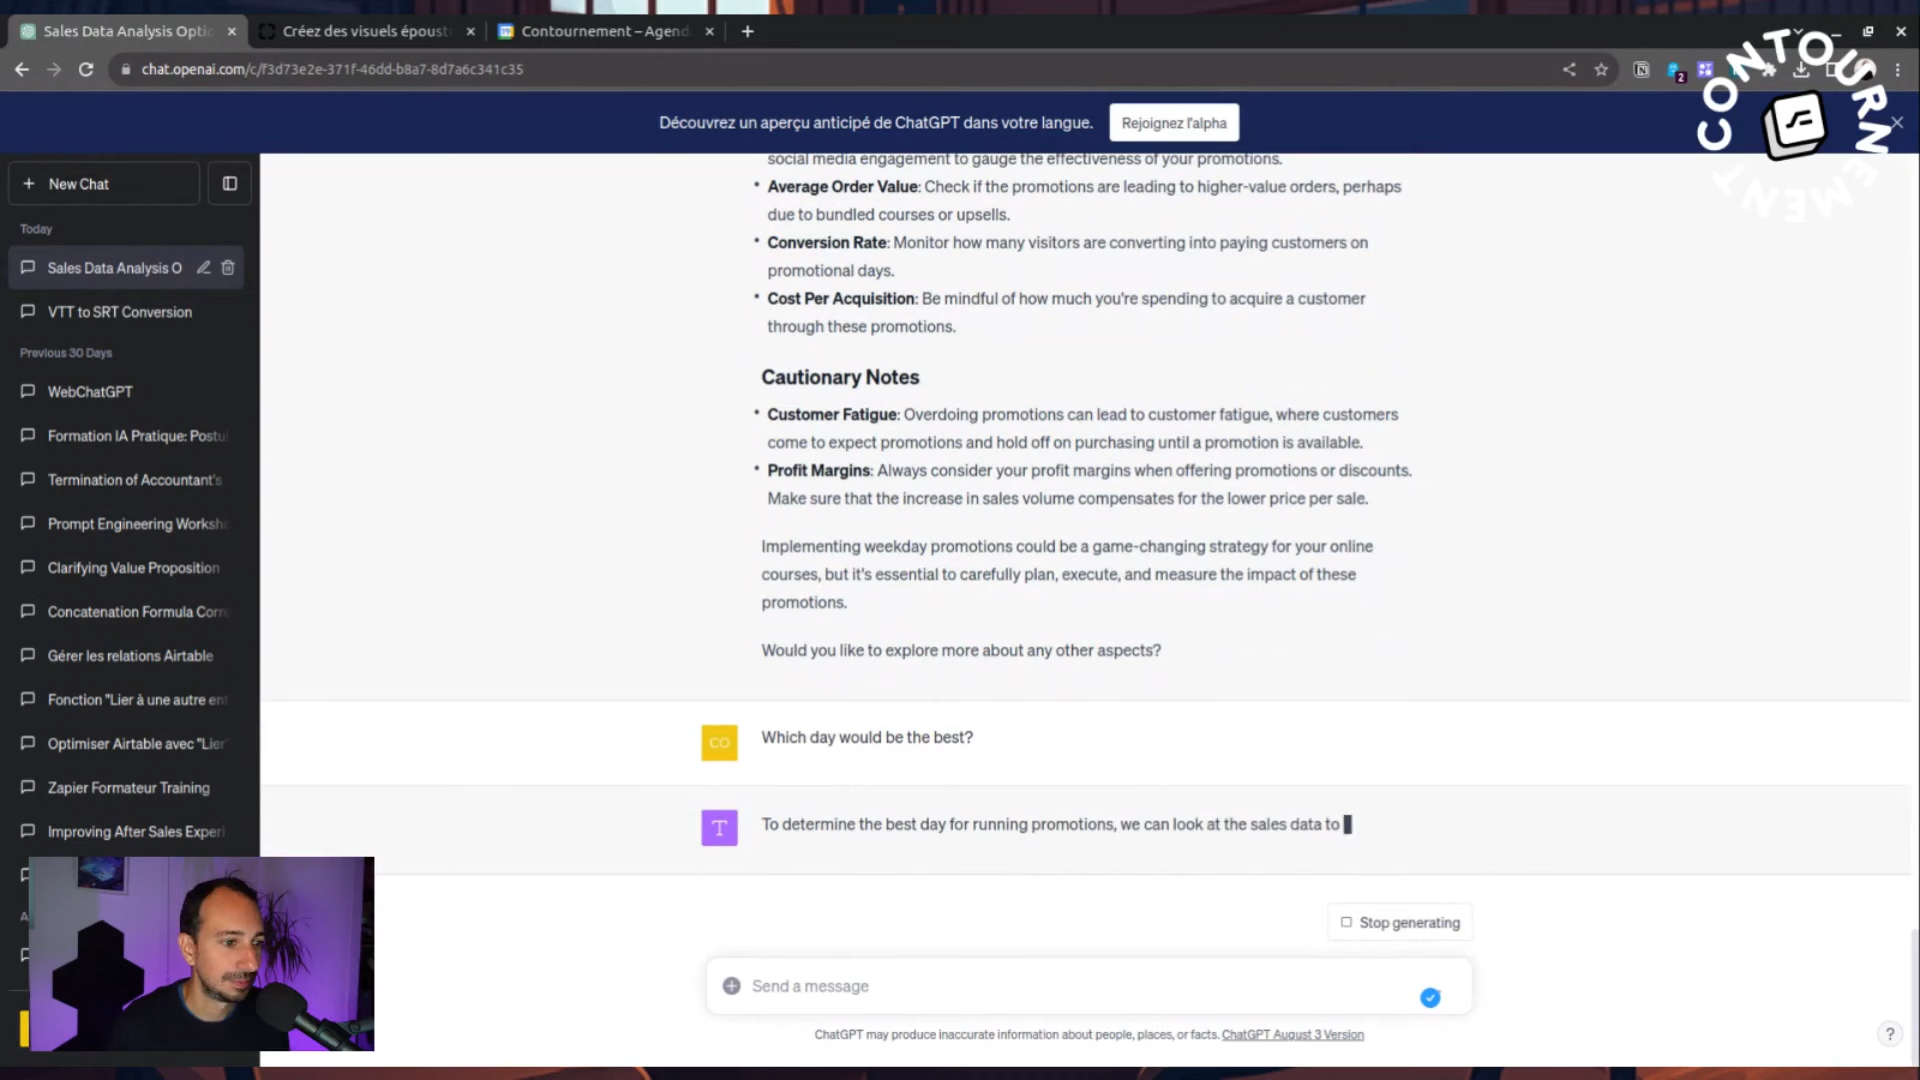 Sales Data Analysis Optio
Créez des visuels époust
Contournement – Agend
chat.openai.com/c/f3d73e2e-371f-46dd-b8a7-8d7a6c341c35
2
CONTOURNEMENT
Découvrez un aperçu anticipé de ChatGPT dans votre langue.
Rejoignez l'alpha
New Chat
Today
Sales Data Analysis O
VTT to SRT Conversion
Previous 30 Days
WebChatGPT
Formation IA Pratique: Postul
Termination of Accountant's
Prompt Engineering Worksho
Clarifying Value Proposition
Concatenation Formula Corre
Gérer les relations Airtable
Fonction "Lier à une autre enr
Optimiser Airtable avec "Lier"
Zapier Formateur Training
Improving After Sales Experi
A
social media engagement to gauge the effectiveness of your promotions.
• Average Order Value: Check if the promotions are leading to higher-value orders, perhaps
due to bundled courses or upsells.
• Conversion Rate: Monitor how many visitors are converting into paying customers on
promotional days.
• Cost Per Acquisition: Be mindful of how much you're spending to acquire a customer
through these promotions.
Cautionary Notes
• Customer Fatigue: Overdoing promotions can lead to customer fatigue, where customers
come to expect promotions and hold off on purchasing until a promotion is available.
• Profit Margins: Always consider your profit margins when offering promotions or discounts.
Make sure that the increase in sales volume compensates for the lower price per sale.
Implementing weekday promotions could be a game-changing strategy for your online
courses, but it's essential to carefully plan, execute, and measure the impact of these
promotions.
Would you like to explore more about any other aspects?
CO
Which day would be the best?
T
To determine the best day for running promotions, we can look at the sales data to
Stop generating
Send a message
ChatGPT may produce inaccurate information about people, places, or facts. ChatGPT August 3 Version
?